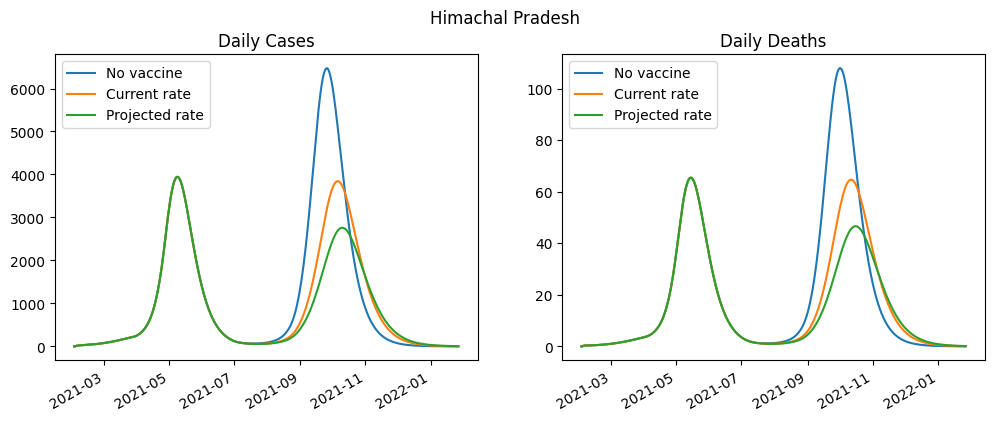 Himachal Pradesh
Daily Cases
No vaccine
Current rate
Projected rate
6000
5000
4000
3000
2000
1000
0
2021-03
2021-05
2021-07
2021-09
2021-11
2022-01
Daily Deaths
No vaccine
Current rate
Projected rate
100
80
60
40
20
0
2021-03
2021-05
2021-07
2021-09
2021-11
2022-01